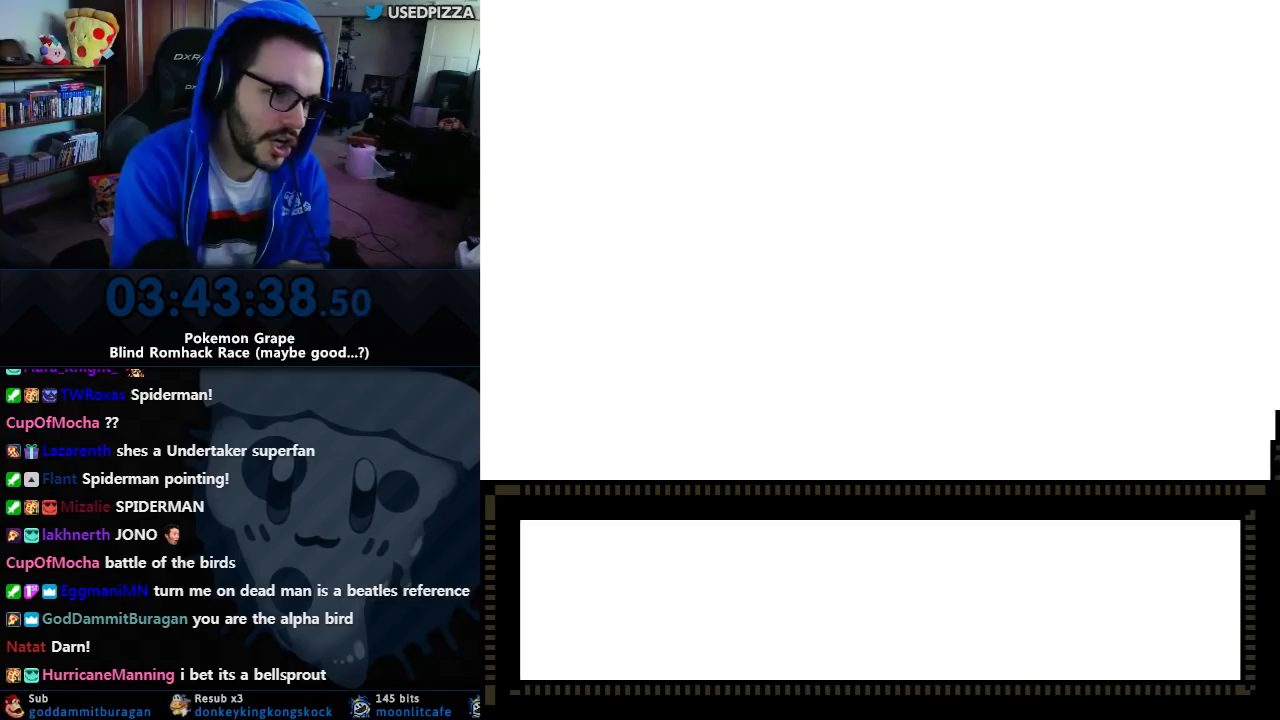 USEDPIZZA
DXR
DX
03:43:38.50
Pokemon Grape
Blind Romhack Race (maybe good...?)
TWRoxas Spiderman!
CupOfMocha ??
Lazarenth shes a Undertaker superfan
Flant Spiderman pointing!
Mizalie SPIDERMAN
lakhnerth JONO
CupOfMocha battle of the birds
EggmaniMN turn me on dead man is a beatles reference
GodDammitBuragan you are the alpha bird
Natat Darn!
HurricaneManning i bet its a bellsprout
Sub
goddammitburagan
Resub x3
donkeykingkongskock
145 bits
moonlitcafe